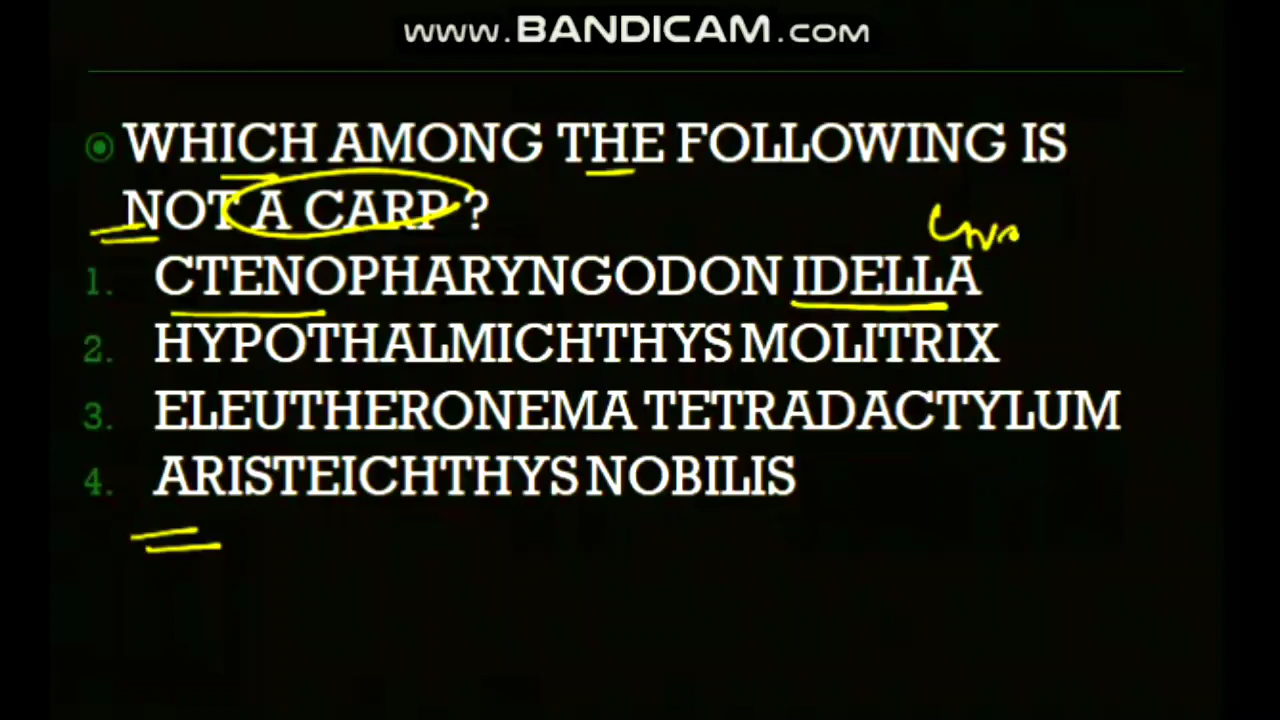 www.BANDICAM.com
WHICH AMONG THE FOLLOWING IS
NOT A CARP ?
1. CTENOPHARYNGODON IDELLA
2. HYPOTHALMICHTHYS MOLITRIX
3. ELEUTHERONEMA TETRADACTYLUM
4. ARISTEICHTHYS NOBILIS